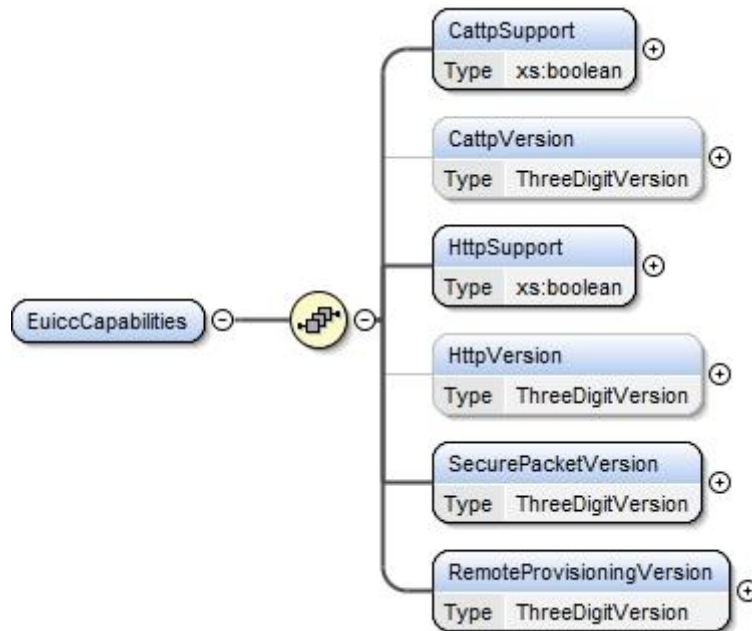 CattpSupport
Type xs:boolean
CattpVersion
Type ThreeDigitVersion
HttpSupport
Type xs:boolean
EuiccCapabilities
HttpVersion
Type ThreeDigitVersion
SecurePacketVersion
Type ThreeDigitVersion
RemoteProvisioningVersion
Type ThreeDigitVersion